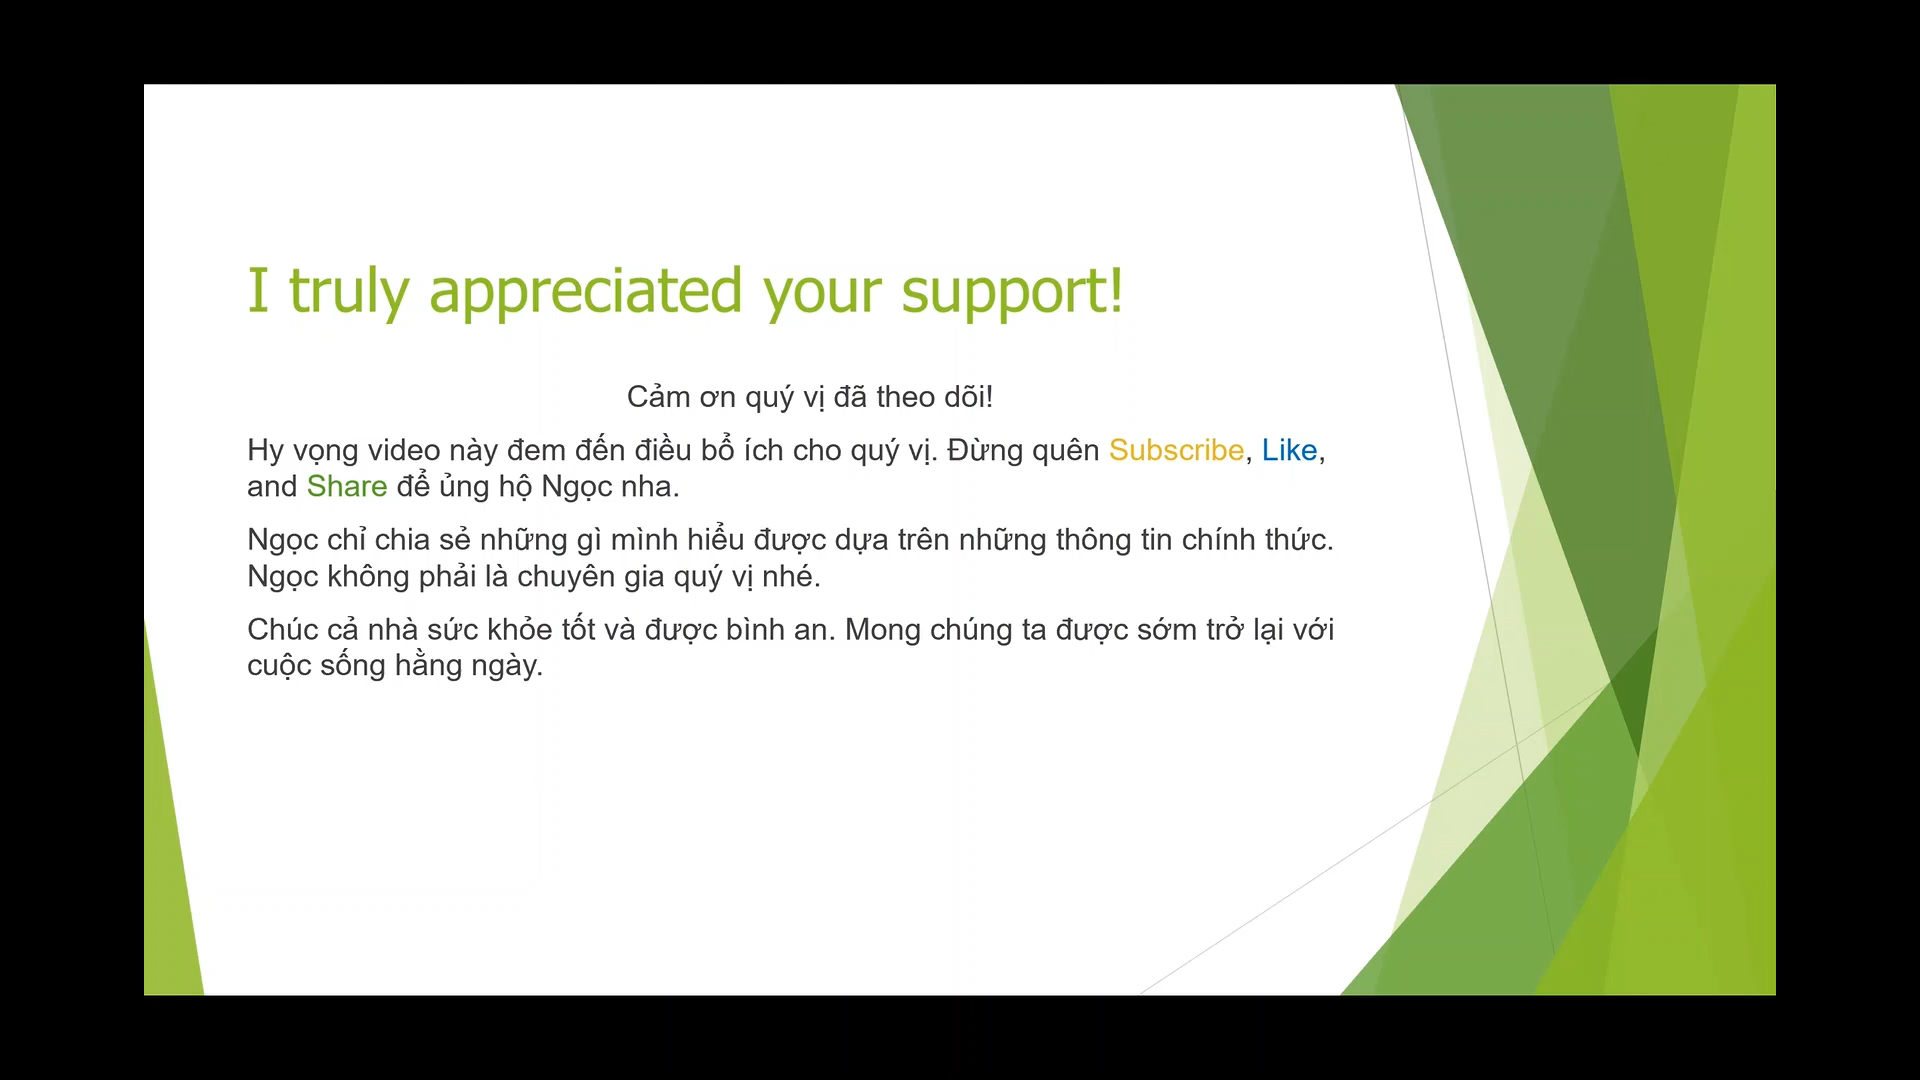 I truly appreciated your support!
Cảm ơn quý vị đã theo dõi!
Hy vọng video này đem đến điều bổ ích cho quý vị. Đừng quên Subscribe, Like,
and Share để ủng hộ Ngọc nha.
Ngọc chỉ chia sẻ những gì mình hiểu được dựa trên những thông tin chính thức.
Ngọc không phải là chuyên gia quý vị nhé.
Chúc cả nhà sức khỏe tốt và được bình an. Mong chúng ta được sớm trở lại với
cuộc sống hằng ngày.